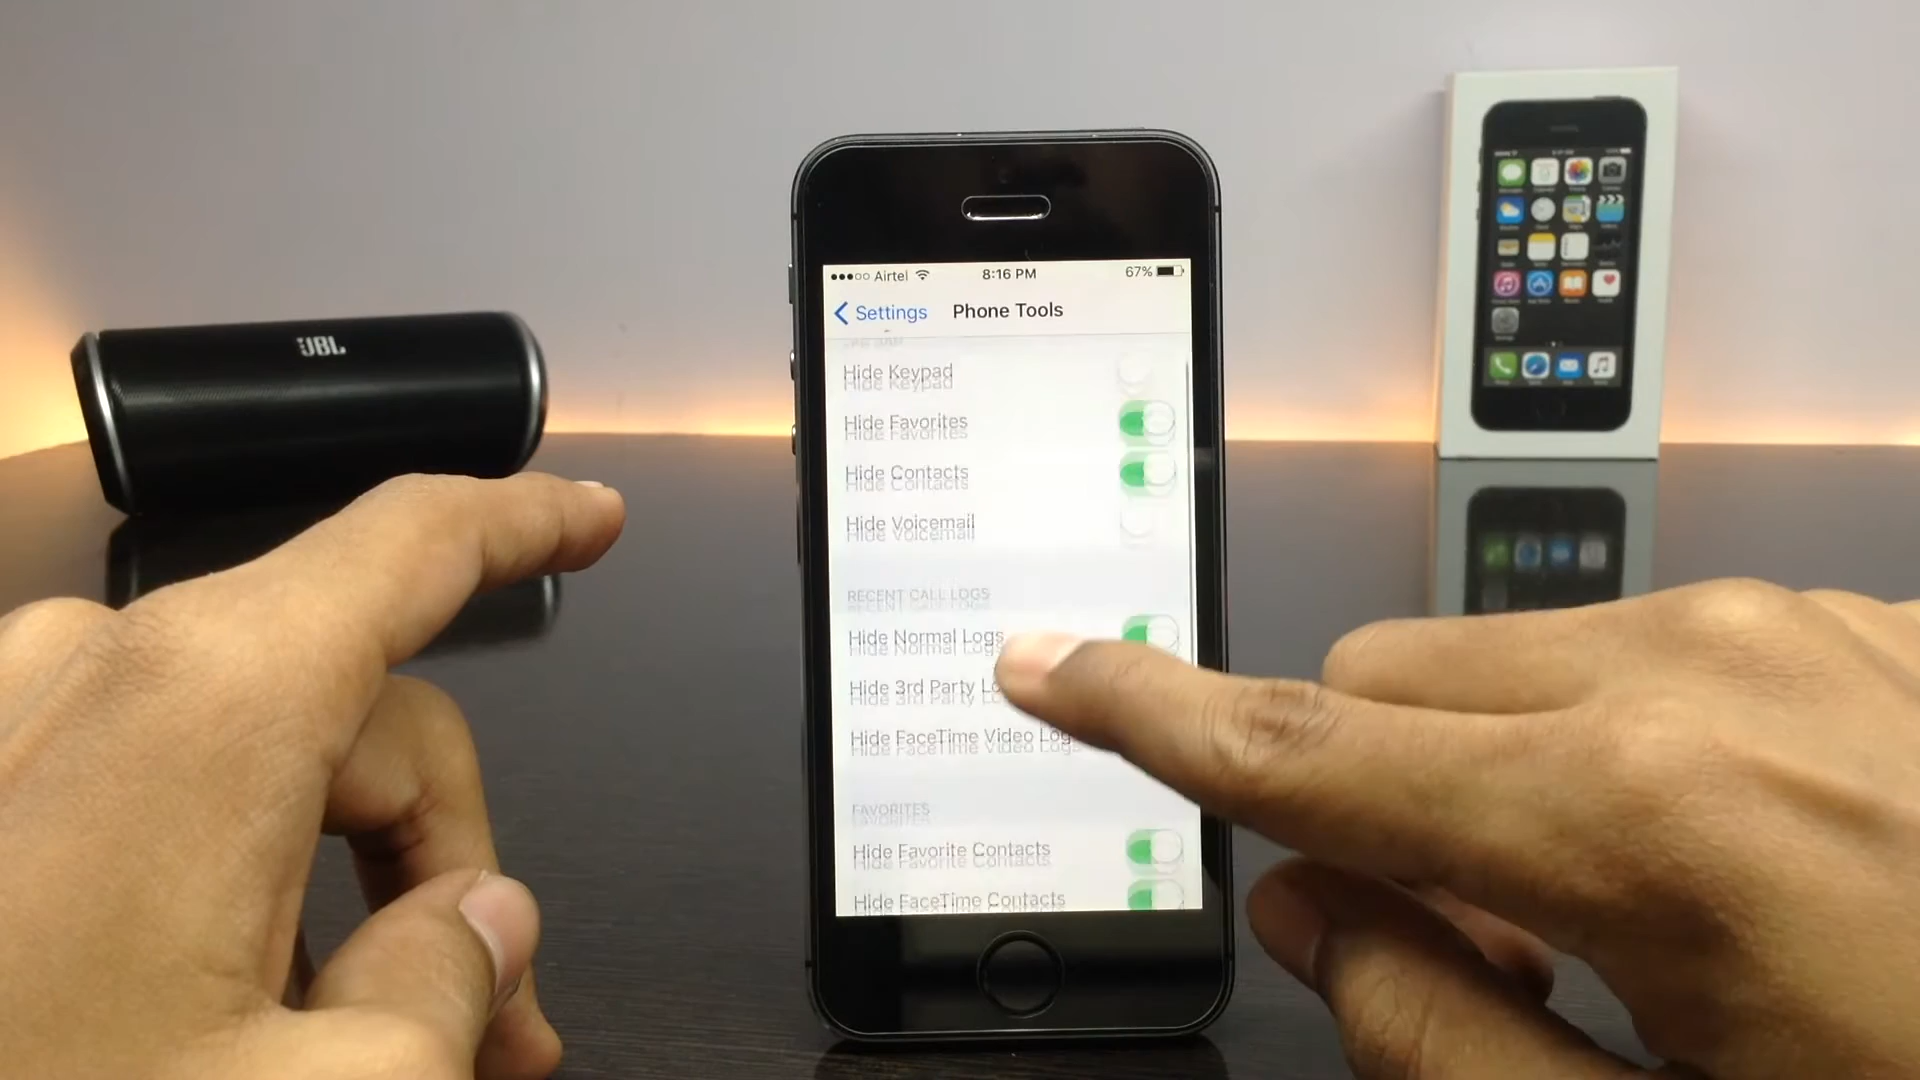 JBL
Airtel 8:16 PM 67%
Settings Phone Tools
Hide Keypad
Hide Favorites
Hide Contacts
Hide Voicemail
RECENT CALL LOGS
Hide Normal Logs
Hide 3rd Party
Hide FaceTime Video
FAVORITES
Hide Favorite Contacts
Hide FaceTime Contacts